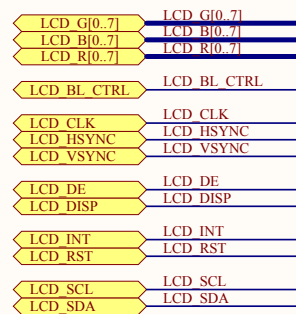 LCD_G[0..7] LCD_G[0..7]
LCD_B[0..7] LCD_B[0..7]
LCD_R[0..7] LCD_R[0..7]
LCD_BL_CTRL LCD_BL_CTRL
LCD_CLK LCD_CLK
LCD_HSYNC LCD_HSYNC
LCD_VSYNC LCD_VSYNC
LCD_DE LCD_DE
LCD_DISP LCD_DISP
LCD_INT LCD_INT
LCD_RST LCD_RST
LCD_SCL LCD_SCL
LCD_SDA LCD_SDA